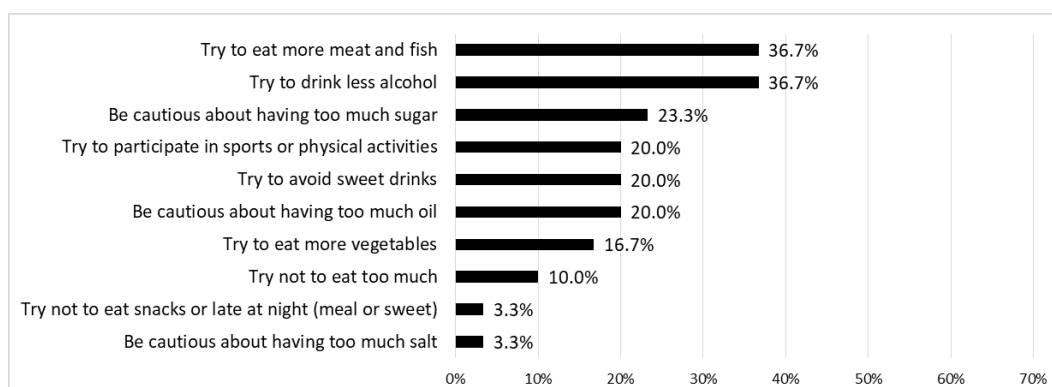 Try to eat more meat and fish 36.7%
Try to drink less alcohol 36.7%
Be cautious about having too much sugar 23.3%
Try to participate in sports or physical activities 20.0%
Try to avoid sweet drinks 20.0%
Be cautious about having too much oil 20.0%
Try to eat more vegetables 16.7%
Try not to eat too much 10.0%
Try not to eat snacks or late at night (meal or sweet) 3.3%
Be cautious about having too much salt 3.3%
0% 10% 20% 30% 40% 50% 60% 70%